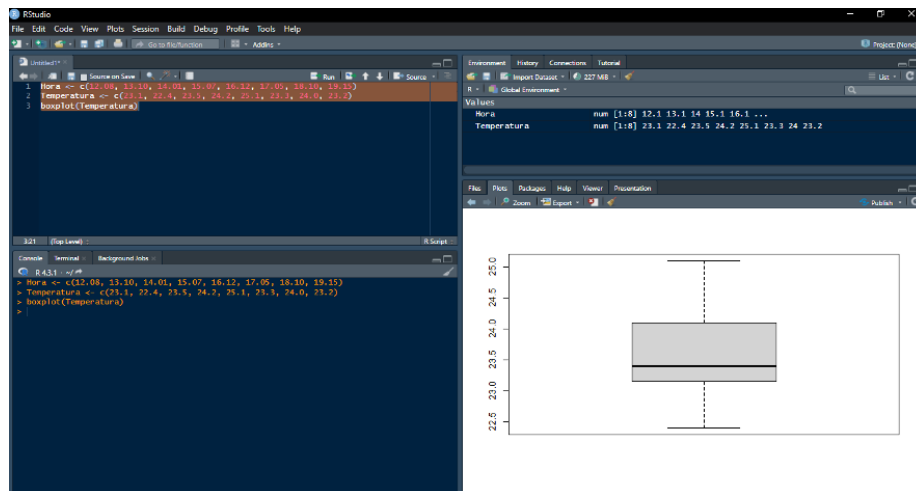 RStudio
File Edit Code View Plots Session Build Debug Profile Tools Help
Go to file/function Addins
Project: (None)
Untitled1*
Source on Save Run Source
1 Hora <- c(12.08, 13.10, 14.01, 15.07, 16.12, 17.05, 18.10, 19.15)
2 Temperatura <- c(23.1, 22.4, 23.5, 24.2, 25.1, 23.3, 24.0, 23.2)
3 boxplot(Temperatura)
3:21 (Top Level) R Script
Console Terminal Background Jobs
R 4.3.1 · ~/
> Hora <- c(12.08, 13.10, 14.01, 15.07, 16.12, 17.05, 18.10, 19.15)
> Temperatura <- c(23.1, 22.4, 23.5, 24.2, 25.1, 23.3, 24.0, 23.2)
> boxplot(Temperatura)
>
Environment History Connections Tutorial
Import Dataset 227 MiB List
R Global Environment
Values
Hora num [1:8] 12.1 13.1 14 15.1 16.1 ...
Temperatura num [1:8] 23.1 22.4 23.5 24.2 25.1 23.3 24 23.2
Files Plots Packages Help Viewer Presentation
Zoom Export Publish
25.0
24.5
24.0
23.5
23.0
22.5